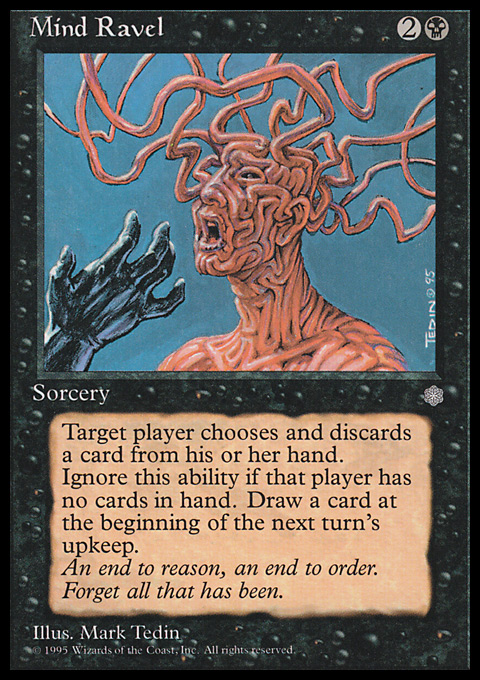 Mind Ravel
2
TEDIN © 95
Sorcery
Target player chooses and discards
a card from his or her hand.
Ignore this ability if that player has
no cards in hand. Draw a card at
the beginning of the next turn's
upkeep.
An end to reason, an end to order.
Forget all that has been.
Illus. Mark Tedin
© 1995 Wizards of the Coast, Inc. All rights reserved.